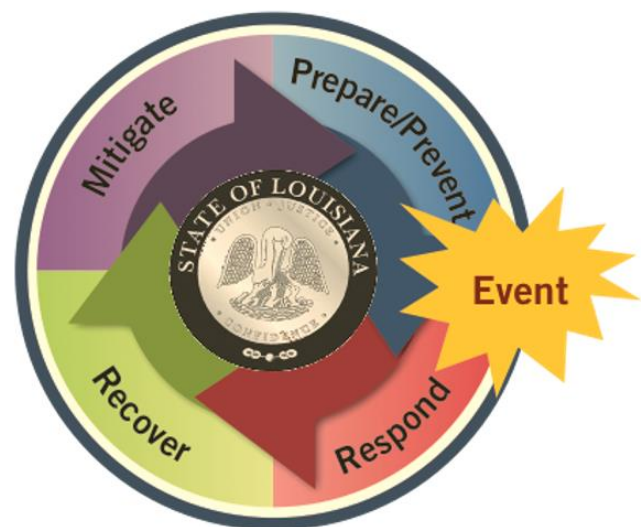 Mitigate
Prepare/Prevent
STATE OF LOUISIANA
UNION · JUSTICE
CONFIDENCE
Event
Recover
Respond